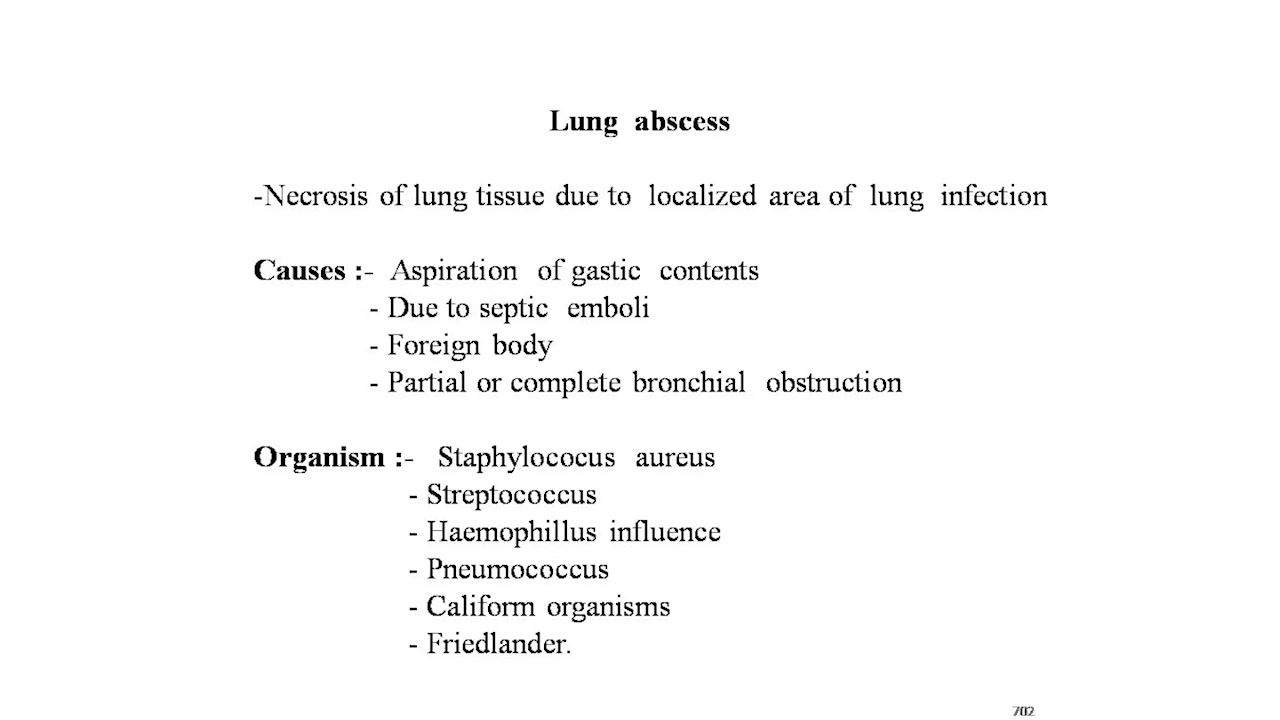 Lung abscess
-Necrosis of lung tissue due to localized area of lung infection
Causes :- Aspiration of gastic contents
- Due to septic emboli
- Foreign body
- Partial or complete bronchial obstruction
Organism :- Staphylococus aureus
- Streptococcus
- Haemophillus influence
- Pneumococcus
- Caliform organisms
- Friedlander.
702